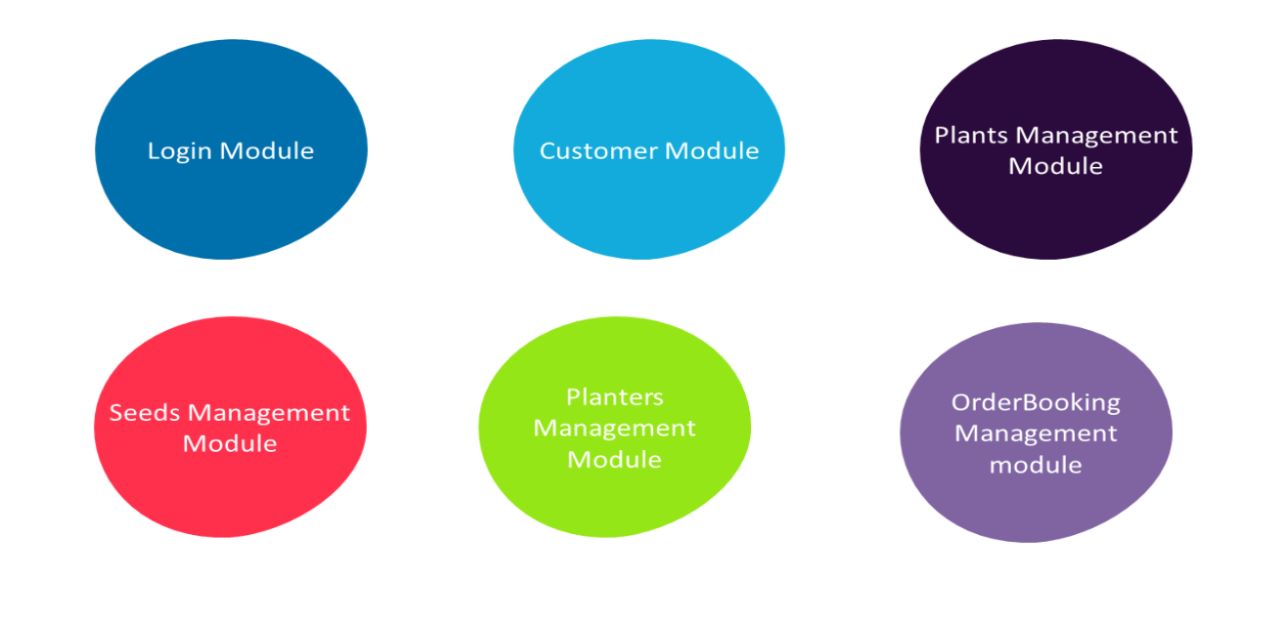 Login Module
Customer Module
Plants Management
Module
Seeds Management
Module
Planters
Management
Module
OrderBooking
Management
module